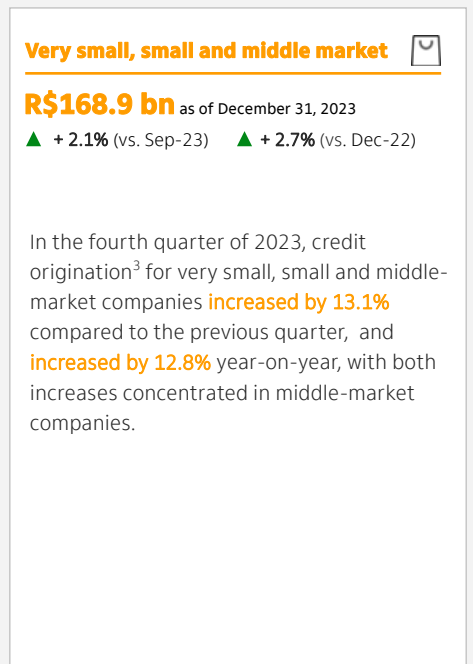 Very small, small and middle market
R$168.9 bn as of December 31, 2023
▲ + 2.1% (vs. Sep-23) ▲ + 2.7% (vs. Dec-22)
In the fourth quarter of 2023, credit
origination³ for very small, small and middle-
market companies increased by 13.1%
compared to the previous quarter, and
increased by 12.8% year-on-year, with both
increases concentrated in middle-market
companies.